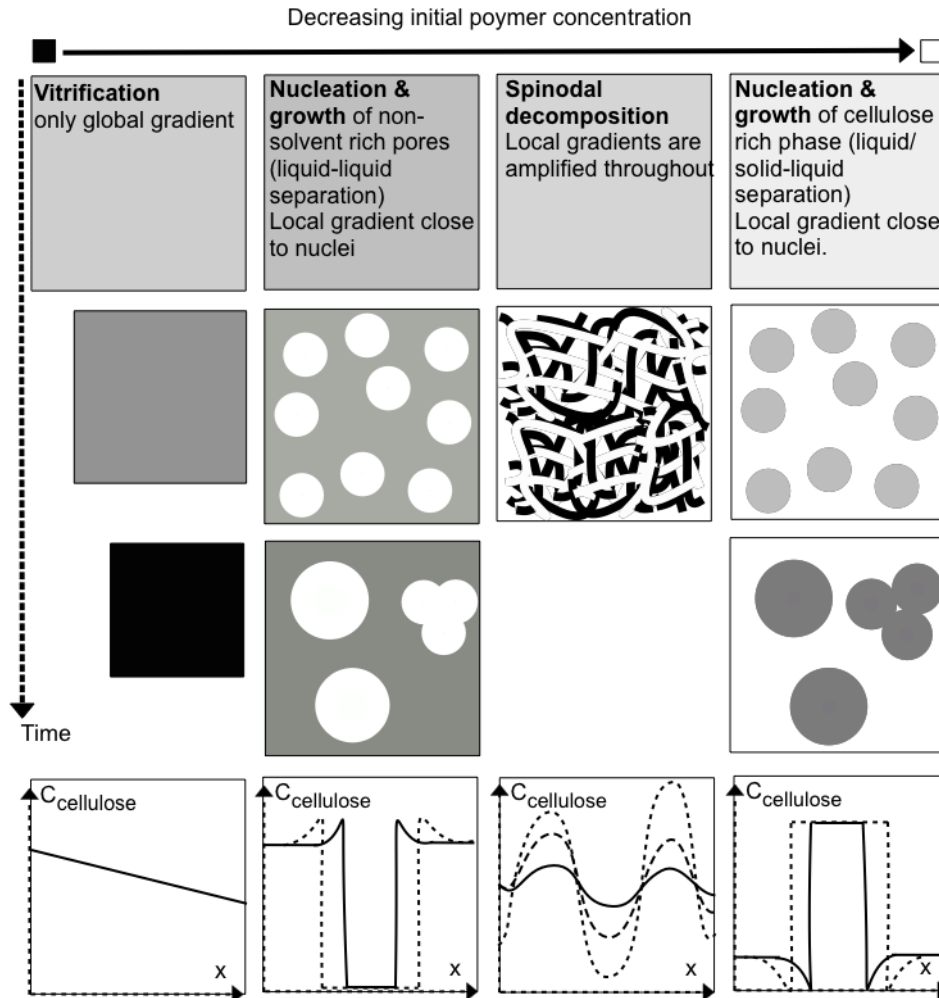 Decreasing initial poymer concentration
Vitrification
only global gradient
Nucleation &
growth of non-
solvent rich pores
(liquid-liquid
separation)
Local gradient close
to nuclei
Spinodal
decomposition
Local gradients are
amplified throughout
Nucleation &
growth of cellulose
rich phase (liquid/
solid-liquid
separation)
Local gradient close
to nuclei.
Time
Ccellulose
x
Ccellulose
x
Ccellulose
x
Ccellulose
x